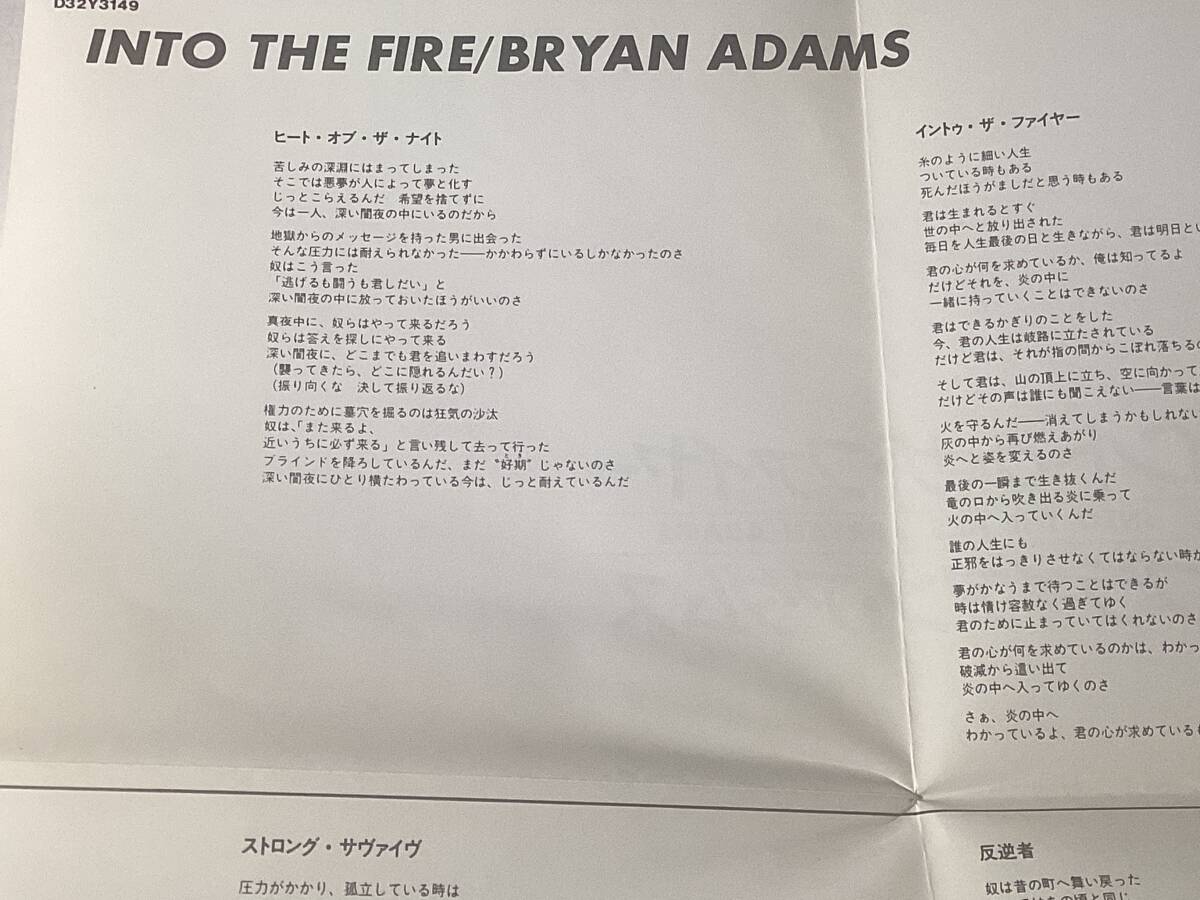 D32Y3149
INTO THE FIRE/BRYAN ADAMS
ヒート・オブ・ザ・ナイト
苦しみの深淵にはまってしまった
そこでは悪夢が人によって夢と化す
じっとこらえるんだ　希望を捨てずに
今は一人、深い闇夜の中にいるのだから
地獄からのメッセージを持った男に出会った
そんな圧力には耐えられなかった――かかわらずにいるしかなかったのさ
奴はこう言った
「逃げるも闘うも君しだい」と
深い闇夜の中に放っておいたほうがいいのさ
真夜中に、奴らはやって来るだろう
奴らは答えを探しにやって来る
深い闇夜に、どこまでも君を追いまわすだろう
（襲ってきたら、どこに隠れるんだい？）
（振り向くな　決して振り返るな）
権力のために墓穴を掘るのは狂気の沙汰
奴は、「また来るよ、
近いうちに必ず来る」と言い残して去って行った
ブラインドを降ろしているんだ、まだ“好期”じゃないのさ
深い闇夜にひとり横たわっている今は、じっと耐えているんだ
イントゥ・ザ・ファイヤー
糸のように細い人生
ついている時もある
死んだほうがましだと思う時もある
君は生まれるとすぐ
世の中へと放り出された
毎日を人生最後の日と生きながら、君は明日とい
君の心が何を求めているか、俺は知ってるよ
だけどそれを、炎の中に
一緒に持っていくことはできないのさ
君はできるかぎりのことをした
今、君の人生は岐路に立たされている
だけど君は、それが指の間からこぼれ落ちるの
そして君は、山の頂上に立ち、空に向かって
だけどその声は誰にも聞こえない――言葉は
火を守るんだ――消えてしまうかもしれない
灰の中から再び燃えあがり
炎へと姿を変えるのさ
最後の一瞬まで生き抜くんだ
竜の口から吹き出る炎に乗って
火の中へ入っていくんだ
誰の人生にも
正邪をはっきりさせなくてはならない時が
夢がかなうまで待つことはできるが
時は情け容赦なく過ぎてゆく
君のために止まっていてはくれないのさ
君の心が何を求めているのかは、わかっ
破滅から這い出て
炎の中へ入ってゆくのさ
さぁ、炎の中へ
わかっているよ、君の心が求めているも
ストロング・サヴァイヴ
圧力がかかり、孤立している時は
反逆者
奴は昔の町へ舞い戻った